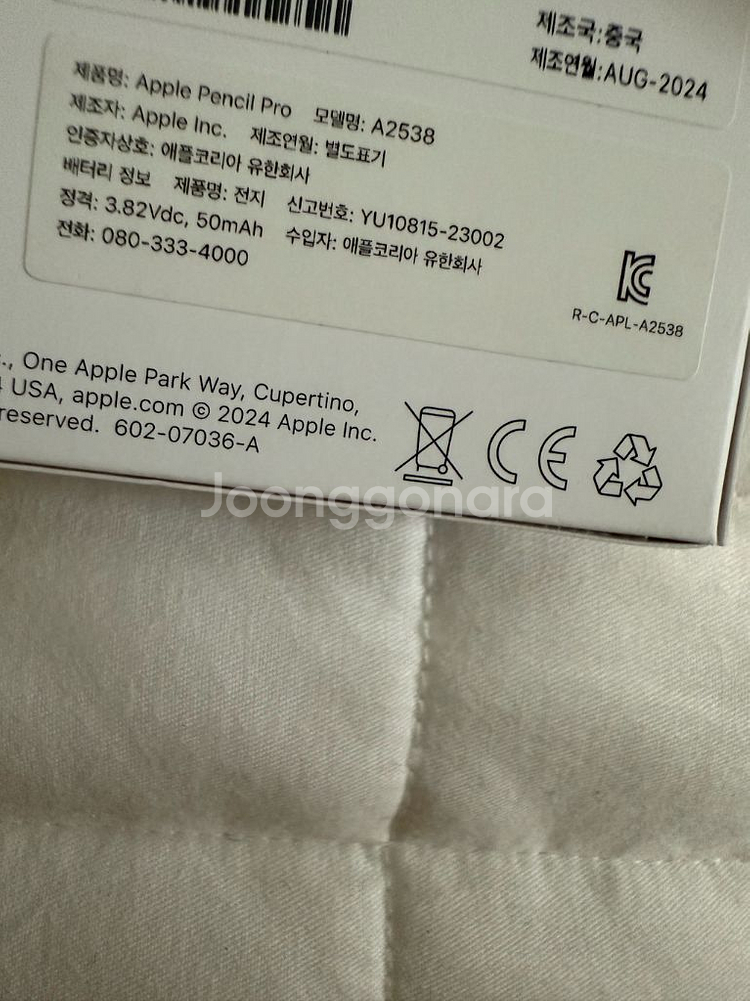 제조국:중국
제조연월:AUG-2024
제품명: Apple Pencil Pro 모델명: A2538
제조자: Apple Inc. 제조연월: 별도표기
인증자상호: 애플코리아 유한회사
배터리 정보 제품명: 전지 신고번호: YU10815-23002
정격: 3.82Vdc, 50mAh 수입자: 애플코리아 유한회사
전화: 080-333-4000
R-C-APL-A2538
., One Apple Park Way, Cupertino,
USA, apple.com © 2024 Apple Inc.
reserved. 602-07036-A
CE
Joonggonara